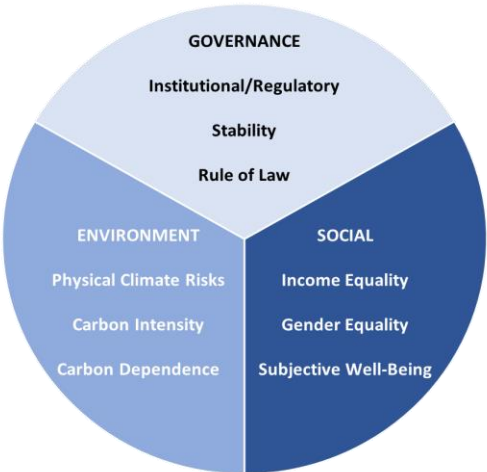 GOVERNANCE
Institutional/Regulatory
Stability
Rule of Law
ENVIRONMENT
Physical Climate Risks
Carbon Intensity
Carbon Dependence
SOCIAL
Income Equality
Gender Equality
Subjective Well-Being